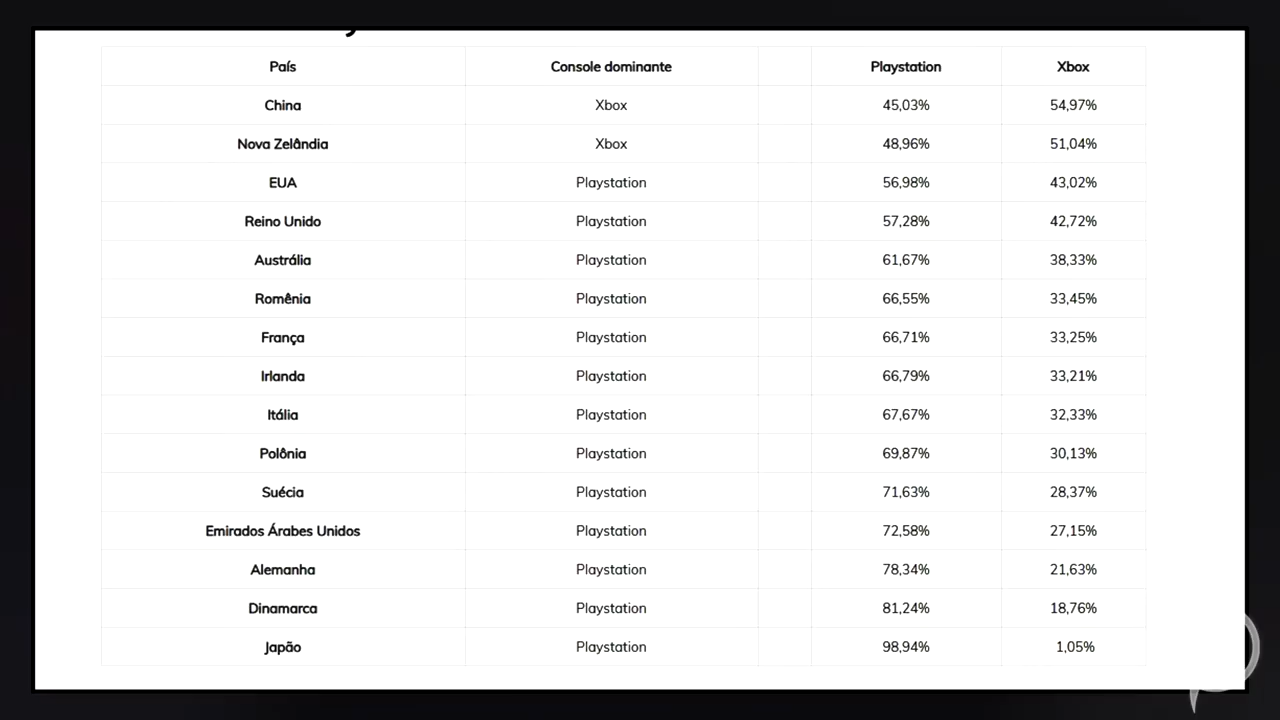 País Console dominante Playstation Xbox
China Xbox 45,03% 54,97%
Nova Zelândia Xbox 48,96% 51,04%
EUA Playstation 56,98% 43,02%
Reino Unido Playstation 57,28% 42,72%
Austrália Playstation 61,67% 38,33%
Romênia Playstation 66,55% 33,45%
França Playstation 66,71% 33,25%
Irlanda Playstation 66,79% 33,21%
Itália Playstation 67,67% 32,33%
Polônia Playstation 69,87% 30,13%
Suécia Playstation 71,63% 28,37%
Emirados Árabes Unidos Playstation 72,58% 27,15%
Alemanha Playstation 78,34% 21,63%
Dinamarca Playstation 81,24% 18,76%
Japão Playstation 98,94% 1,05%